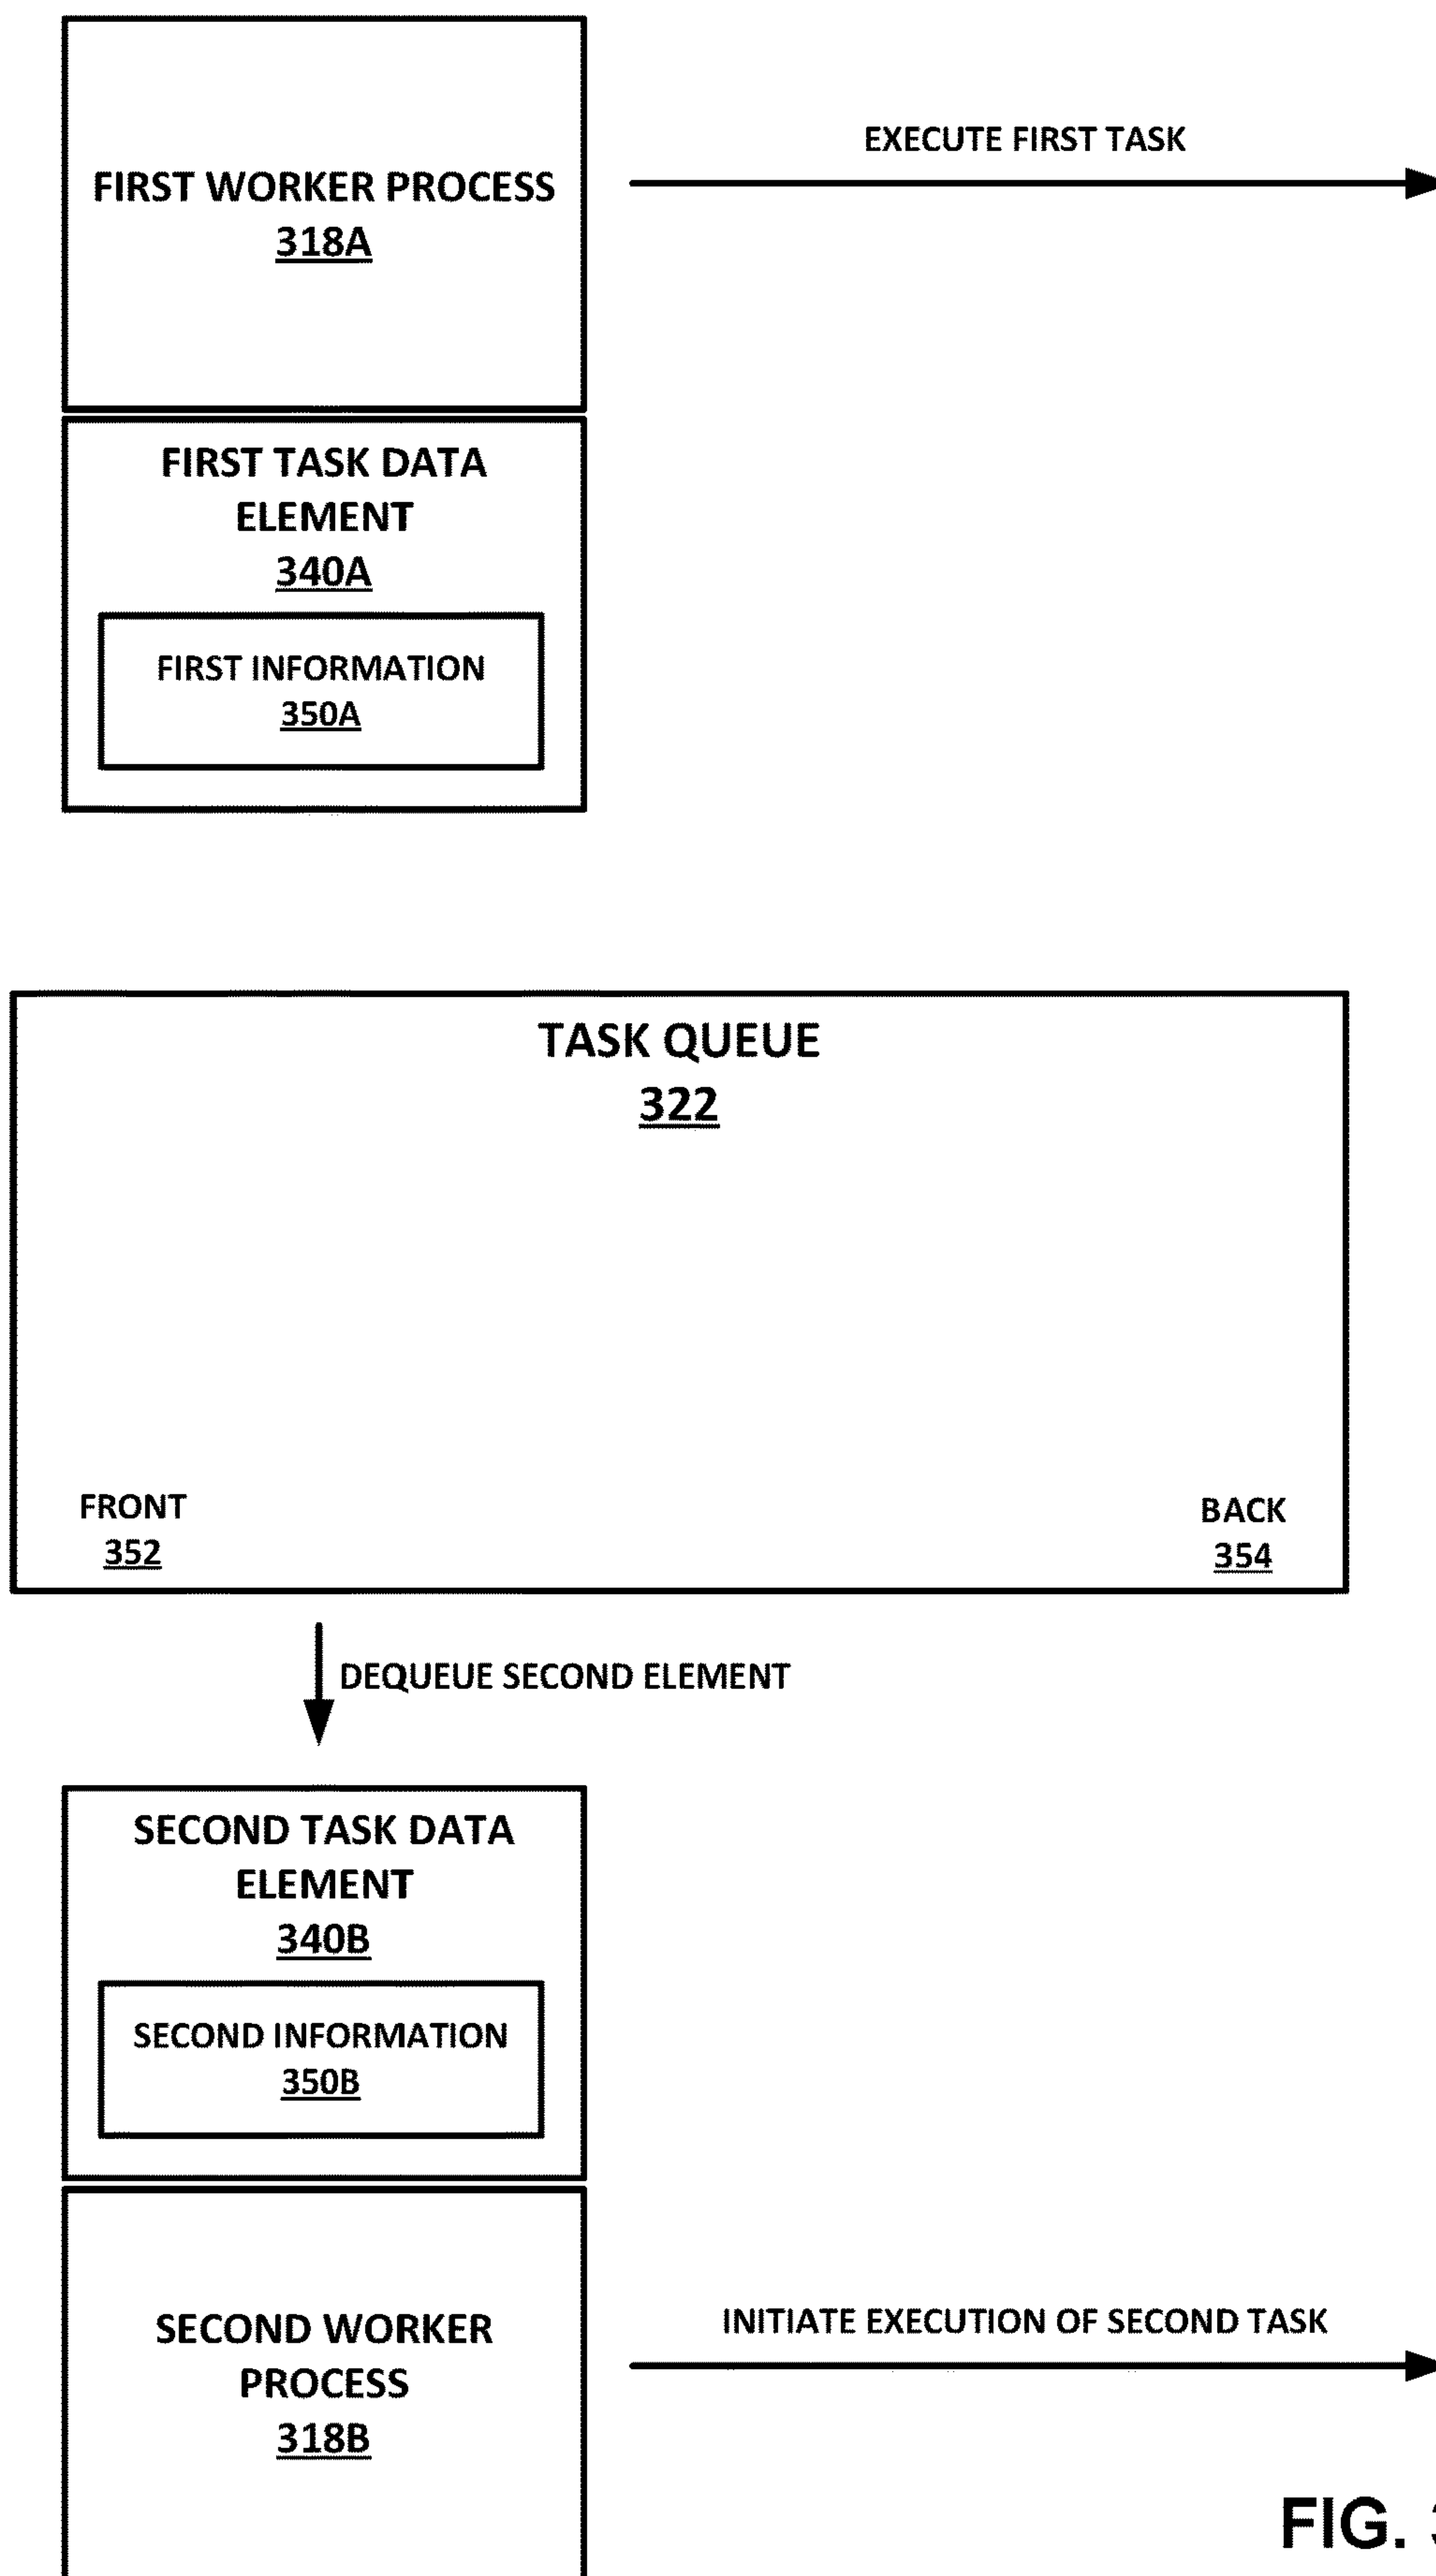 FIRST WORKER PROCESS
318A
EXECUTE FIRST TASK
FIRST TASK DATA
ELEMENT
340A
FIRST INFORMATION
350A
TASK QUEUE
322
FRONT
352
BACK
354
DEQUEUE SECOND ELEMENT
SECOND TASK DATA
ELEMENT
340B
SECOND INFORMATION
350B
SECOND WORKER
PROCESS
318B
INITIATE EXECUTION OF SECOND TASK
FIG.